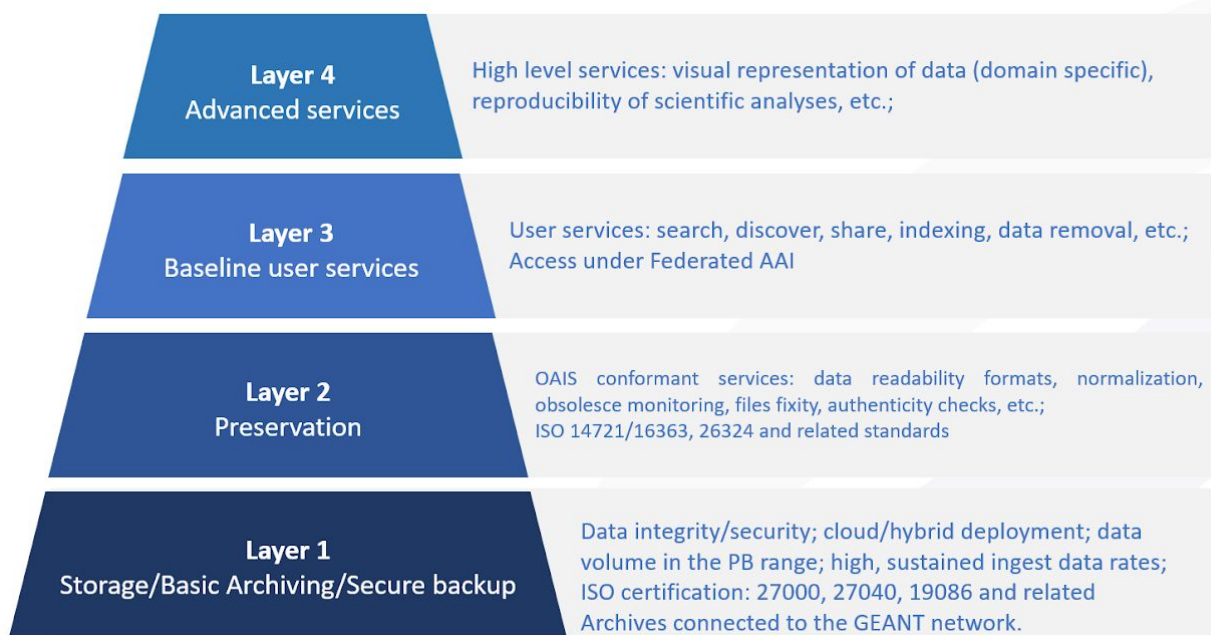 Layer 4
Advanced services
High level services: visual representation of data (domain specific),
reproducibility of scientific analyses, etc.;
Layer 3
Baseline user services
User services: search, discover, share, indexing, data removal, etc.;
Access under Federated AAI
Layer 2
Preservation
OAIS conformant services: data readability formats, normalization,
obsolesce monitoring, files fixity, authenticity checks, etc.;
ISO 14721/16363, 26324 and related standards
Layer 1
Storage/Basic Archiving/Secure backup
Data integrity/security; cloud/hybrid deployment; data
volume in the PB range; high, sustained ingest data rates;
ISO certification: 27000, 27040, 19086 and related
Archives connected to the GEANT network.